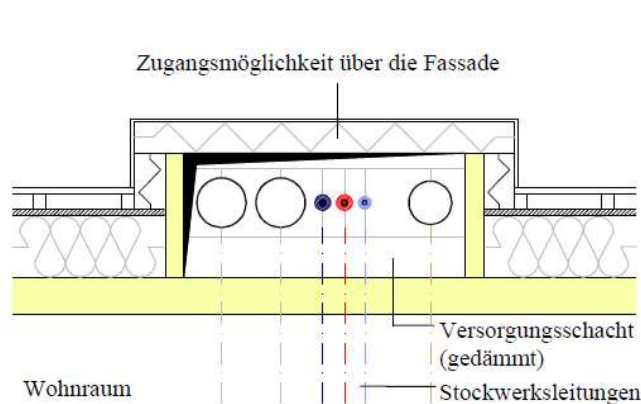 Zugangsmöglichkeit über die Fassade
Versorgungsschacht
(gedämmt)
Wohnraum
Stockwerksleitungen